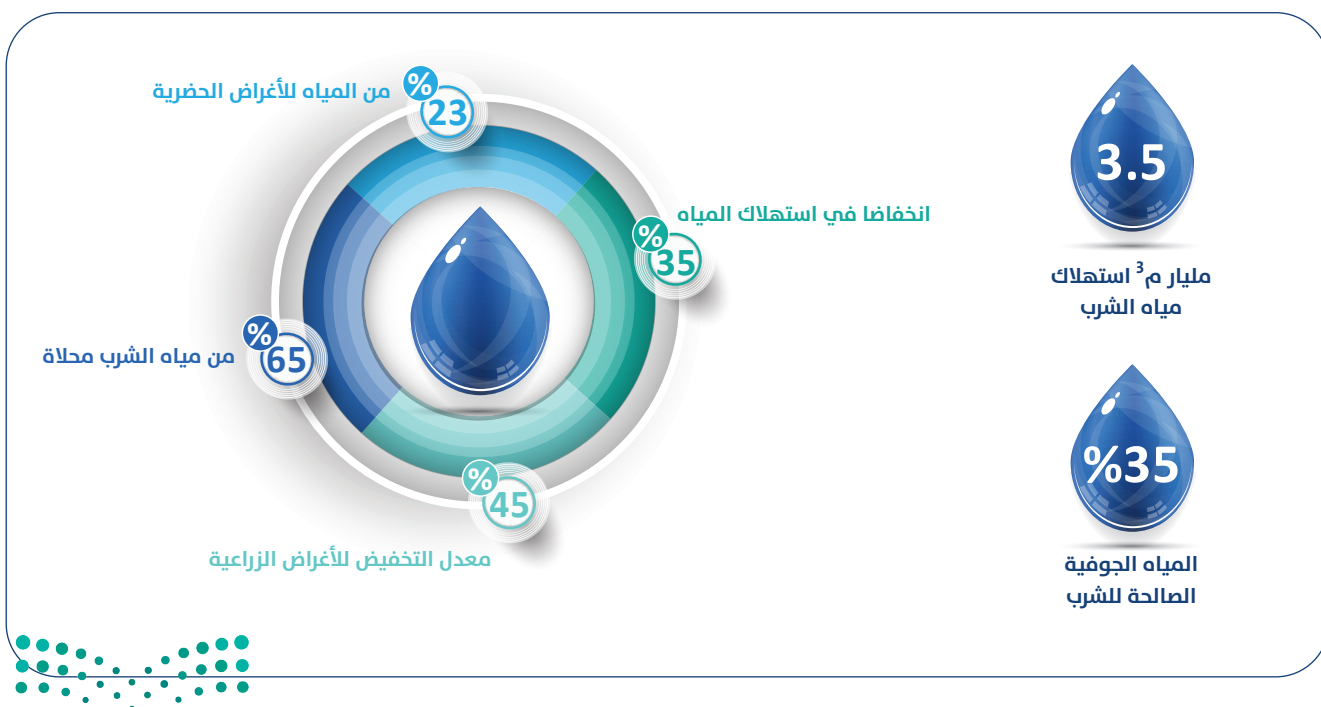 3.5
مليار م³ استهلاك
مياه الشرب
%35
المياه الجوفية
الصالحة للشرب
%23 من المياه للأغراض الحضرية
%35 انخفاضا في استهلاك المياه
%65 من مياه الشرب محلاة
%45
معدل التخفيض للأغراض الزراعية